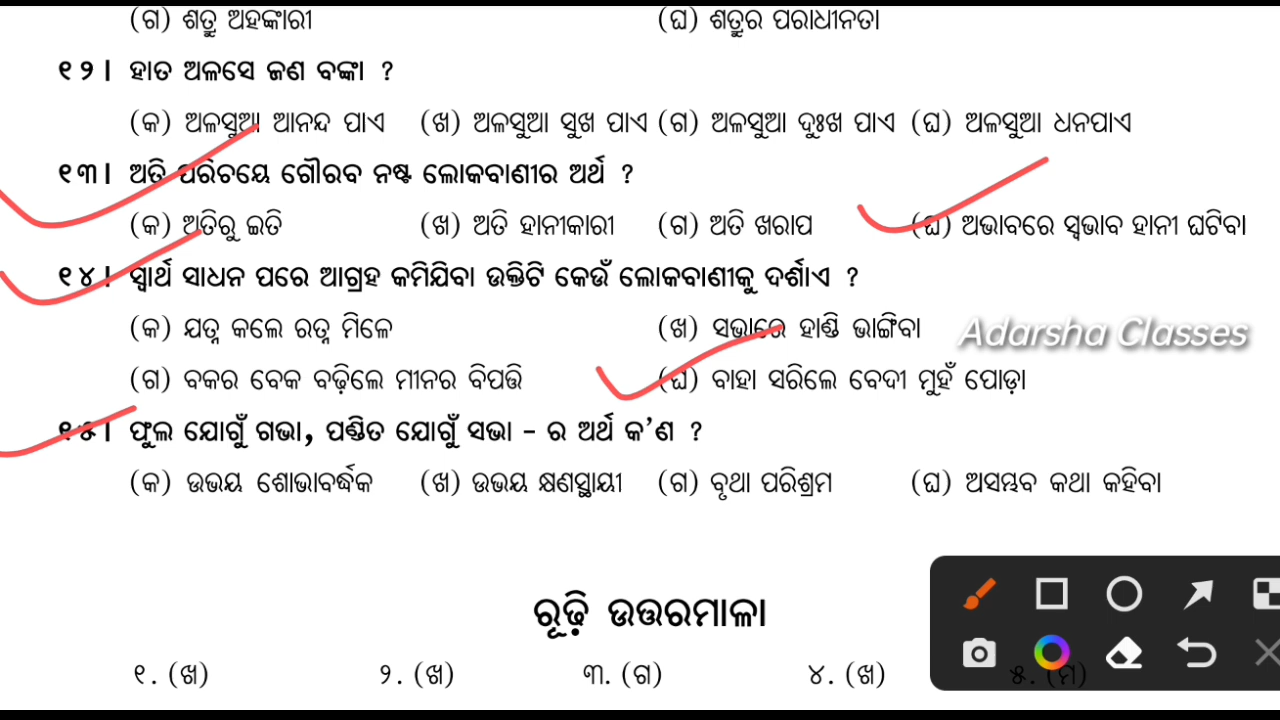 (ଗ) ଶତ୍ରୁ ଅହଙ୍କାରୀ (ଘ) ଶତ୍ରୁର ପରାଧୀନତା
୧୨। ହାତ ଅଳସେ ଜଣ ବଙ୍କା ?
(କ) ଅଳସୁଆ ଆନନ୍ଦ ପାଏ (ଖ) ଅଳସୁଆ ସୁଖ ପାଏ (ଗ) ଅଳସୁଆ ଦୁଃଖ ପାଏ (ଘ) ଅଳସୁଆ ଧନପାଏ
୧୩। ଅତି ପରିଚୟେ ଗୌରବ ନଷ୍ଟ ଲୋକବାଣୀର ଅର୍ଥ ?
(କ) ଅତିରୁ ଇତି (ଖ) ଅତି ହାନୀକାରୀ (ଗ) ଅତି ଖରାପ (ଘ) ଅଭାବରେ ସ୍ଵଭାବ ହାନୀ ଘଟିବା
୧୪। ସ୍ଵାର୍ଥ ସାଧନ ପରେ ଆଗ୍ରହ କମିଯିବା ଉକ୍ତିଟି କେଉଁ ଲୋକବାଣୀକୁ ଦର୍ଶାଏ ?
(କ) ଯତ୍ନ କଲେ ରତ୍ନ ମିଳେ (ଖ) ସଭାରେ ହାଣ୍ଡି ଭାଙ୍ଗିବା
Adarsha Classes
(ଗ) ବକର ବେକ ବଢ଼ିଲେ ମୀନର ବିପତ୍ତି (ଘ) ବାହା ସରିଲେ ବେଦୀ ମୁହଁ ପୋଡ଼ା
୧୫। ଫୁଲ ଯୋଗୁଁ ଗଭା, ପଣ୍ଡିତ ଯୋଗୁଁ ସଭା - ର ଅର୍ଥ କ’ଣ ?
(କ) ଉଭୟ ଶୋଭାବର୍ଦ୍ଧକ (ଖ) ଉଭୟ କ୍ଷଣସ୍ଥାୟୀ (ଗ) ବୃଥା ପରିଶ୍ରମ (ଘ) ଅସମ୍ଭବ କଥା କହିବା
ରୂଢ଼ି ଉତ୍ତରମାଳା
୧. (ଖ) ୨. (ଖ) ୩. (ଗ) ୪. (ଖ)